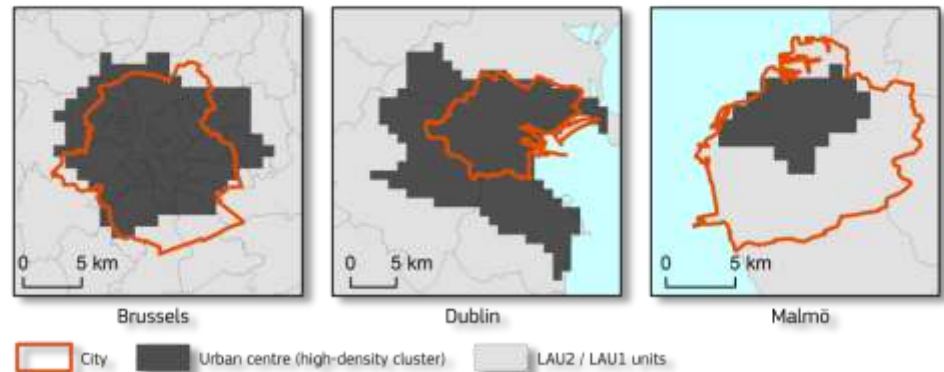 0 5 km
0 5 km
0 5 km
Brussels
Dublin
Malmö
City
Urban centre (high-density cluster)
LAU2 / LAU1 units